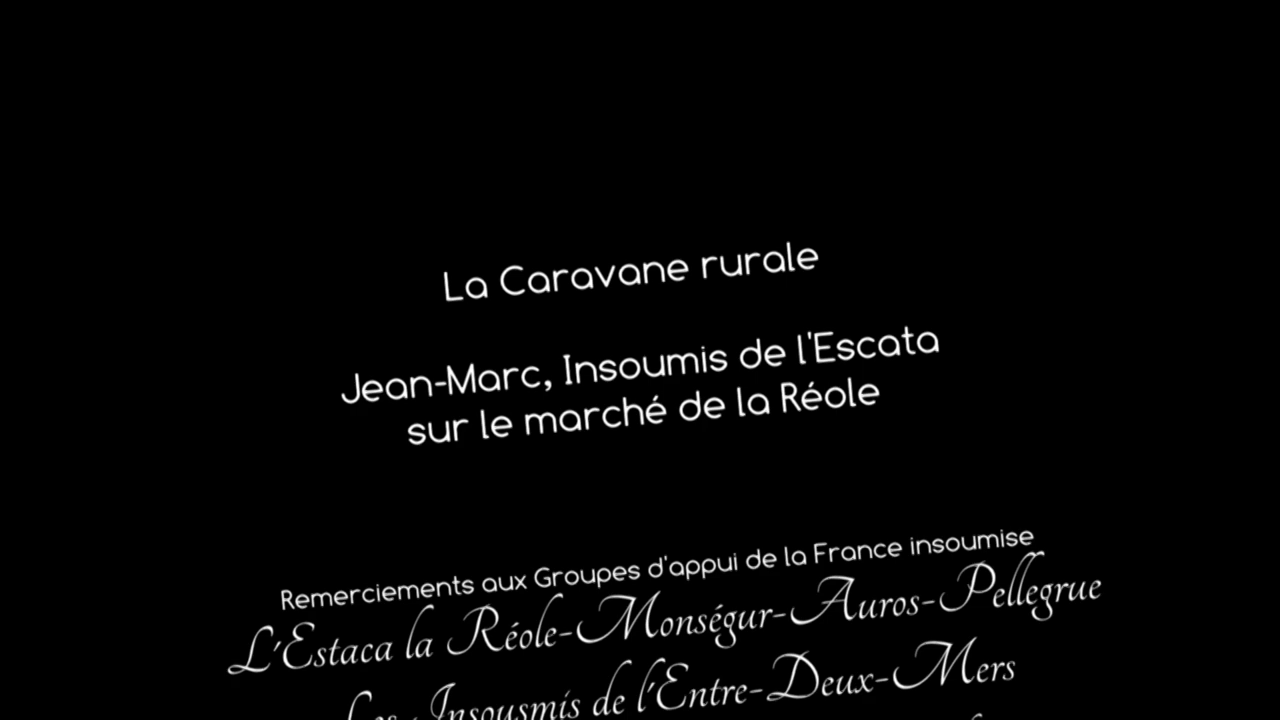 La Caravane rurale
Jean-Marc, Insoumis de l'Escata
sur le marché de la Réole
Remerciements aux Groupes d'appui de la France insoumise
L'Estaca la Réole-Monségur-Auros-Pellegrue
Les Insousmis de l'Entre-Deux-Mers